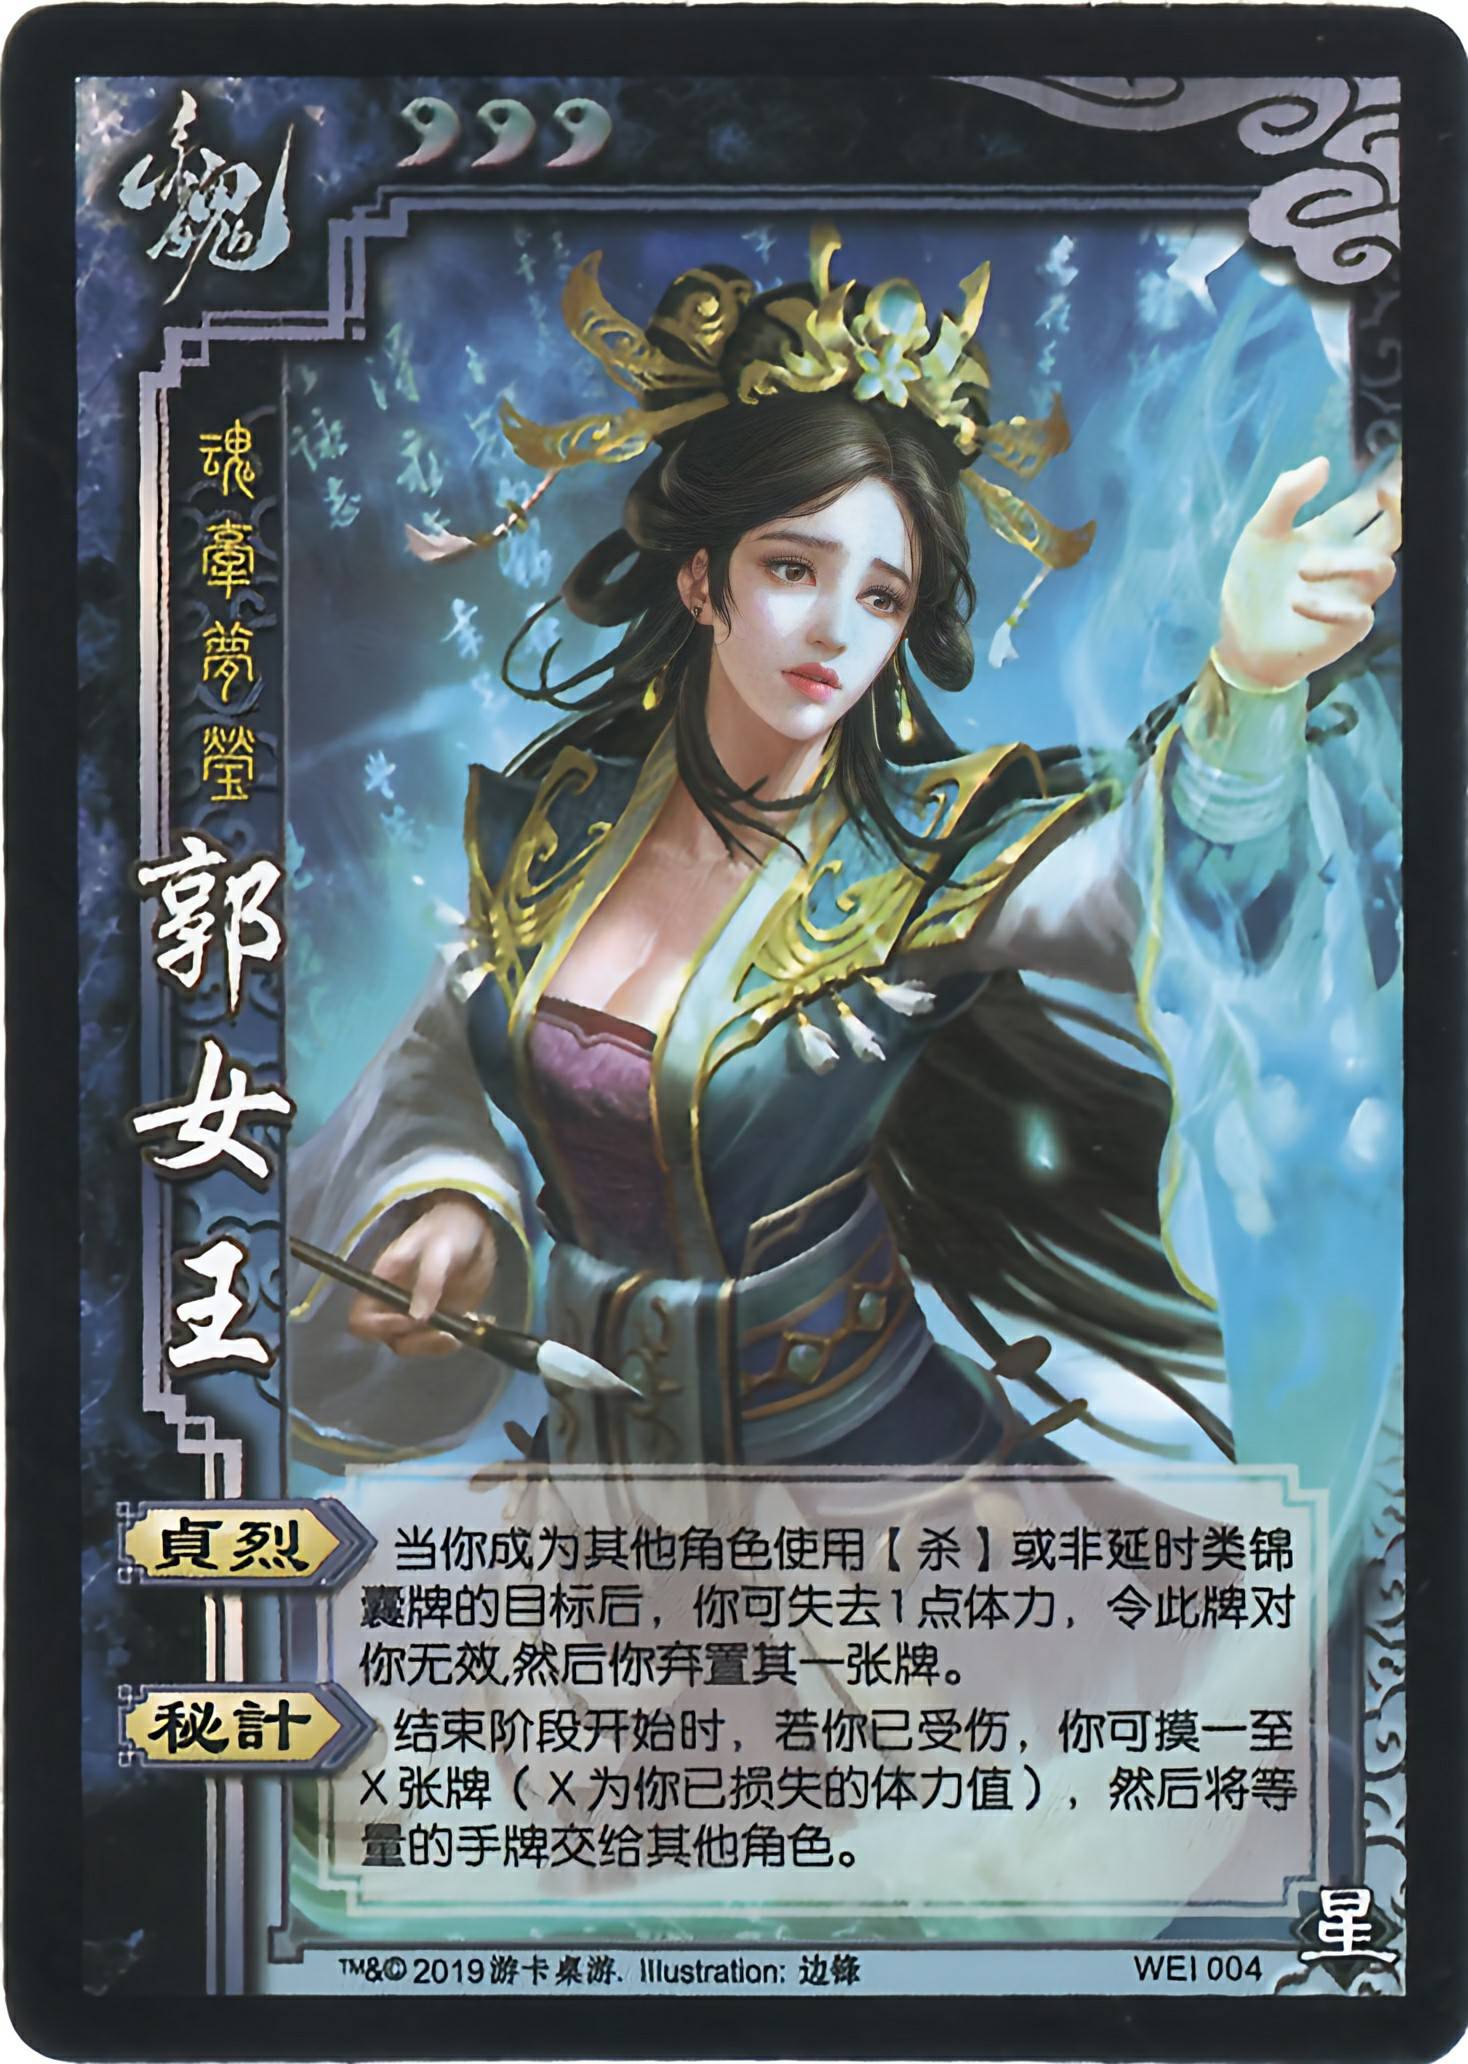 魏
魂牽夢縈
郭女王
貞烈
当你成为其他角色使用【杀】或非延时类锦
囊牌的目标后，你可失去1点体力，令此牌对
你无效,然后你弃置其一张牌。
秘計
结束阶段开始时，若你已受伤，你可摸一至
X张牌（X为你已损失的体力值），然后将等
量的手牌交给其他角色。
™&© 2019游卡桌游. Illustration: 边锋
WEI 004
星